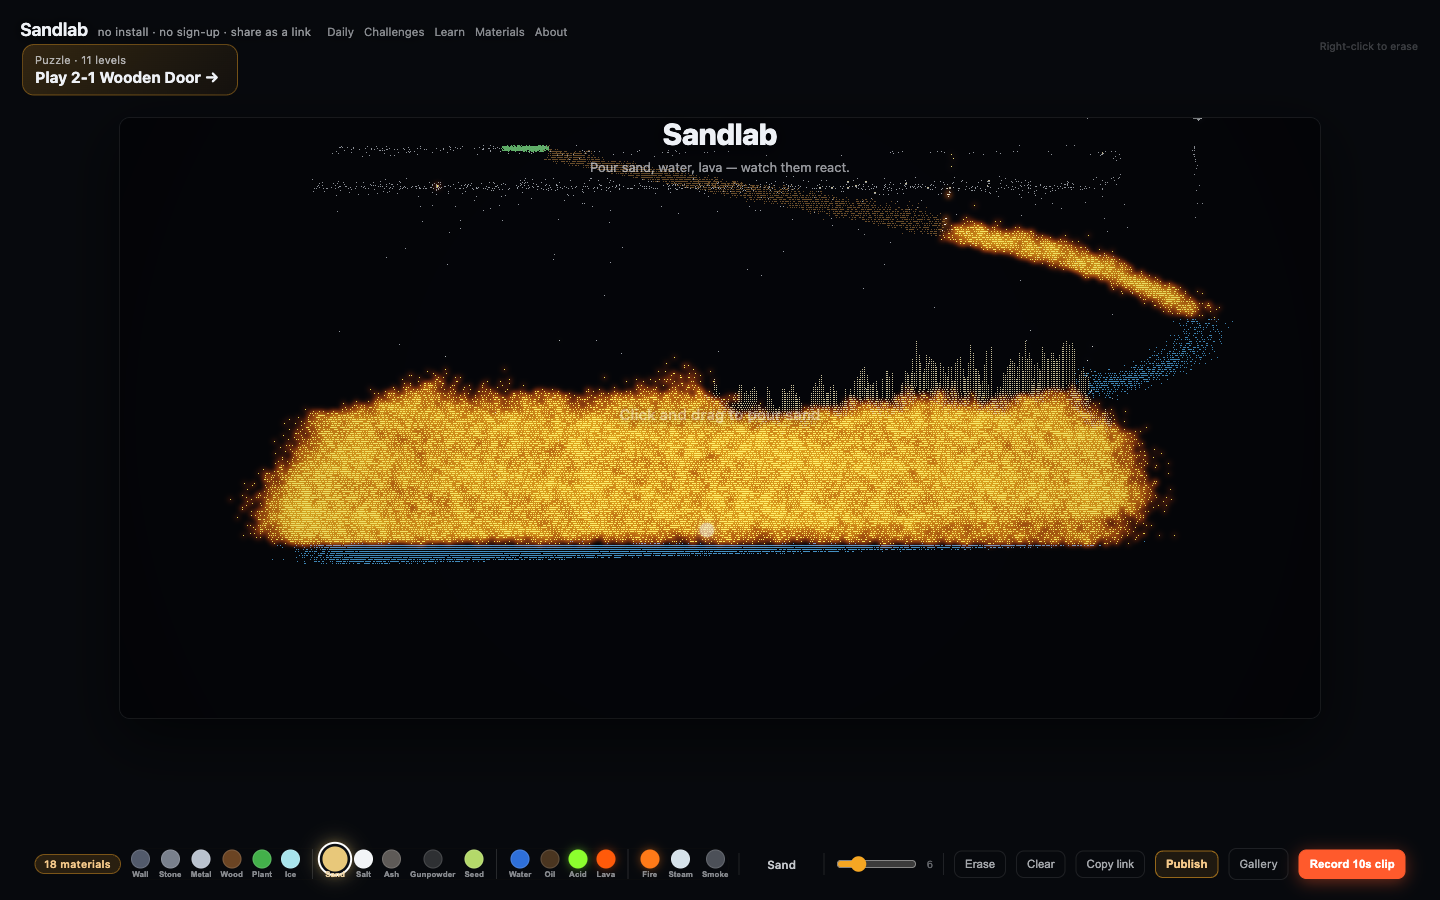 Sandlab no install · no sign-up · share as a link Daily Challenges Learn Materials About
Right-click to erase
Puzzle · 11 levels
Play 2-1 Wooden Door →
Sandlab
Pour sand, water, lava — watch them react.
Click and drag to pour sand
18 materials
Wall Stone Metal Wood Plant Ice Sand Salt Ash Gunpowder Seed Water Oil Acid Lava Fire Steam Smoke
Sand
6
Erase Clear Copy link Publish Gallery Record 10s clip